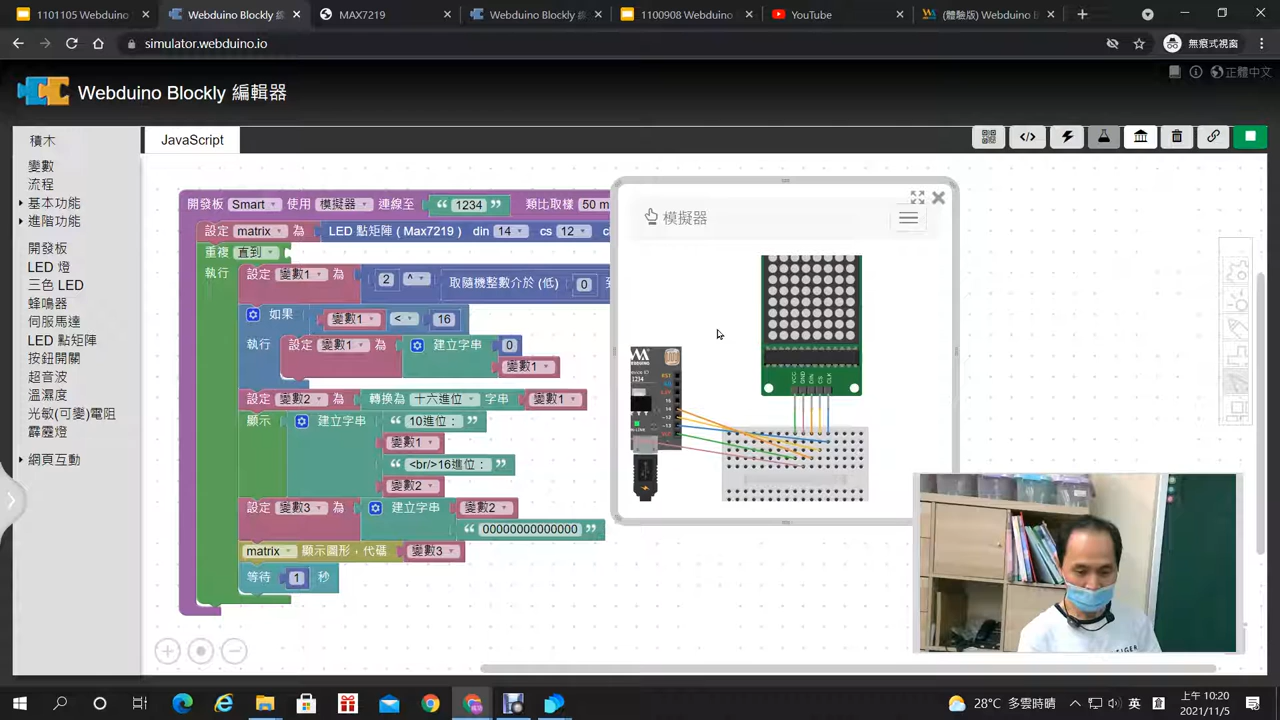 1101105 Webduino
Webduino Blockly 編
MAX7219
Webduino Blockly 編
1100908 Webduino
YouTube
(體驗版) Webduino
simulator.webduino.io
無痕式視窗
Webduino Blockly 編輯器
正體中文
積木
JavaScript
變數
流程
基本功能
進階功能
開發板
LED 燈
三色 LED
蜂鳴器
伺服馬達
LED 點矩陣
按鈕開關
超音波
溫濕度
光敏(可變)電阻
霹靂燈
網頁互動
開發板 Smart 使用 模擬器 連線至 “ 1234 ” 類比取樣 50 m
設定 matrix 為 LED 點矩陣 ( Max7219 ) din 14 cs 12 cl
重複 直到
執行 設定 變數1 為 2 ^ 取隨機整數介於 (低) 0 到
如果 變數1 < 16
執行 變數1 為 建立字串 0
變數1
設定 變數2 為 轉換為 十六進位 字串 變數1
顯示 建立字串 “ 10進位： ”
變數1
“ <br/>16進位： ”
變數2
設定 變數3 為 建立字串 變數2
“ 00000000000000 ”
matrix 顯示圖形，代碼 變數3
等待 1 秒
模擬器
VCC GND DIN CS CLK
1234
28°C 多雲時晴
英
上午 10:20
2021/11/5